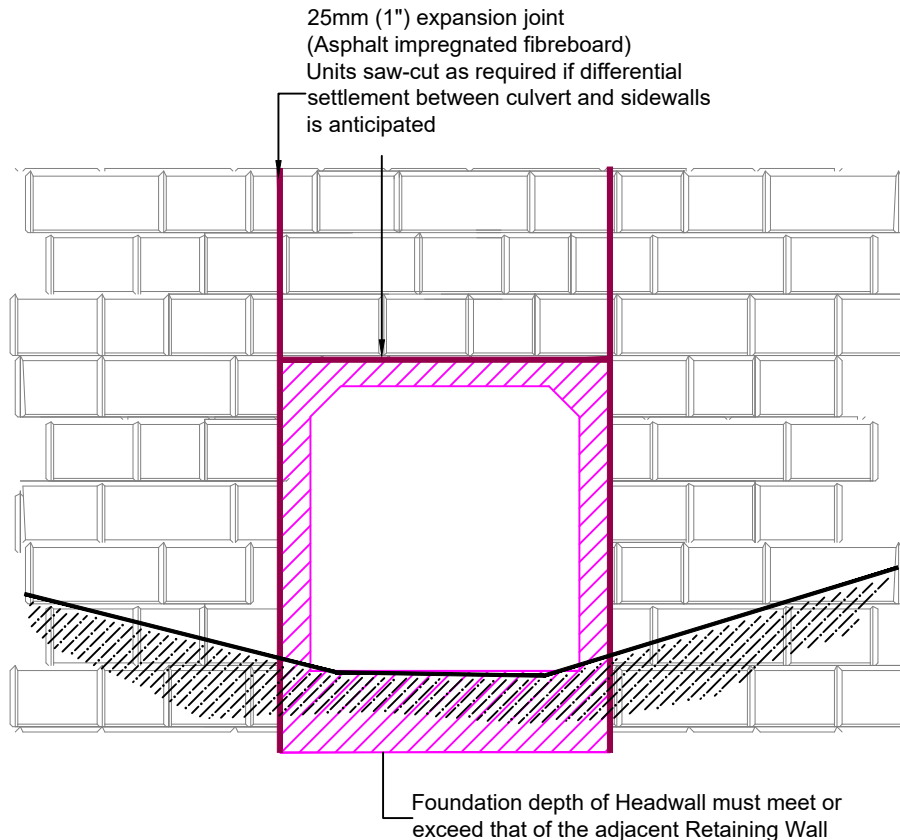 25mm (1") expansion joint
(Asphalt impregnated fibreboard)
Units saw-cut as required if differential
settlement between culvert and sidewalls
is anticipated
Foundation depth of Headwall must meet or
exceed that of the adjacent Retaining Wall